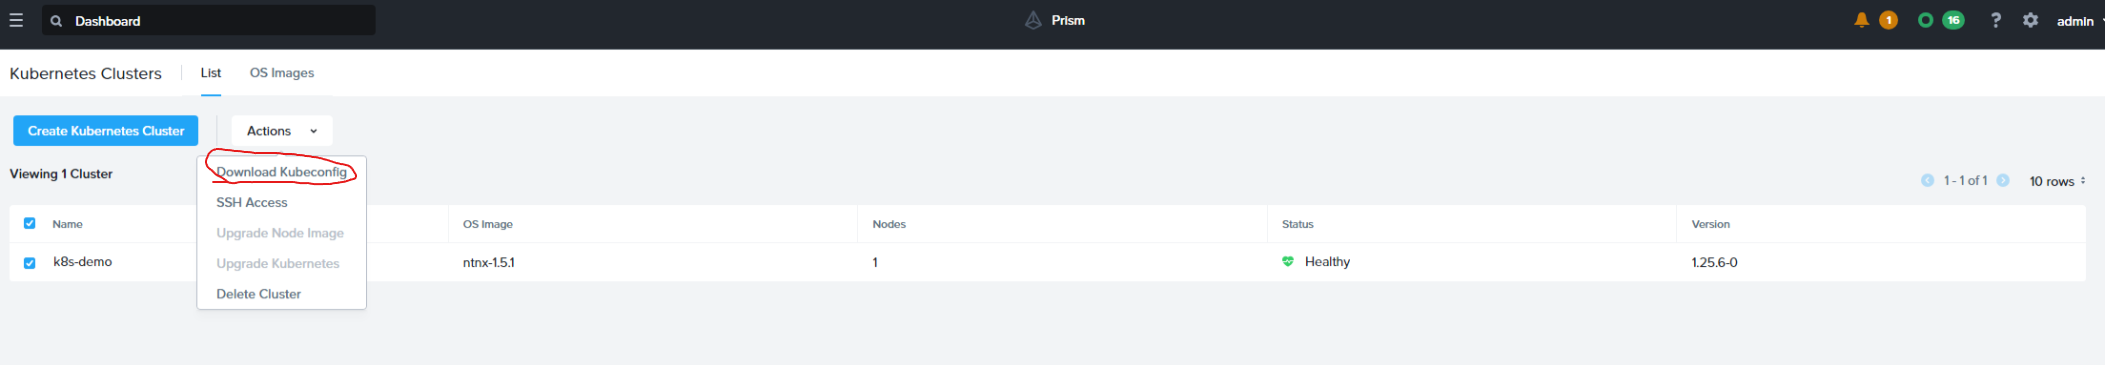 Dashboard Prism 1 16 ? admin
Kubernetes Clusters List OS Images
Create Kubernetes Cluster Actions
Download Kubeconfig
Viewing 1 Cluster
1 - 1 of 1 10 rows
SSH Access
Name OS Image Nodes Status Version
Upgrade Node Image
k8s-demo ntnx-1.5.1 1 Healthy 1.25.6-0
Upgrade Kubernetes
Delete Cluster